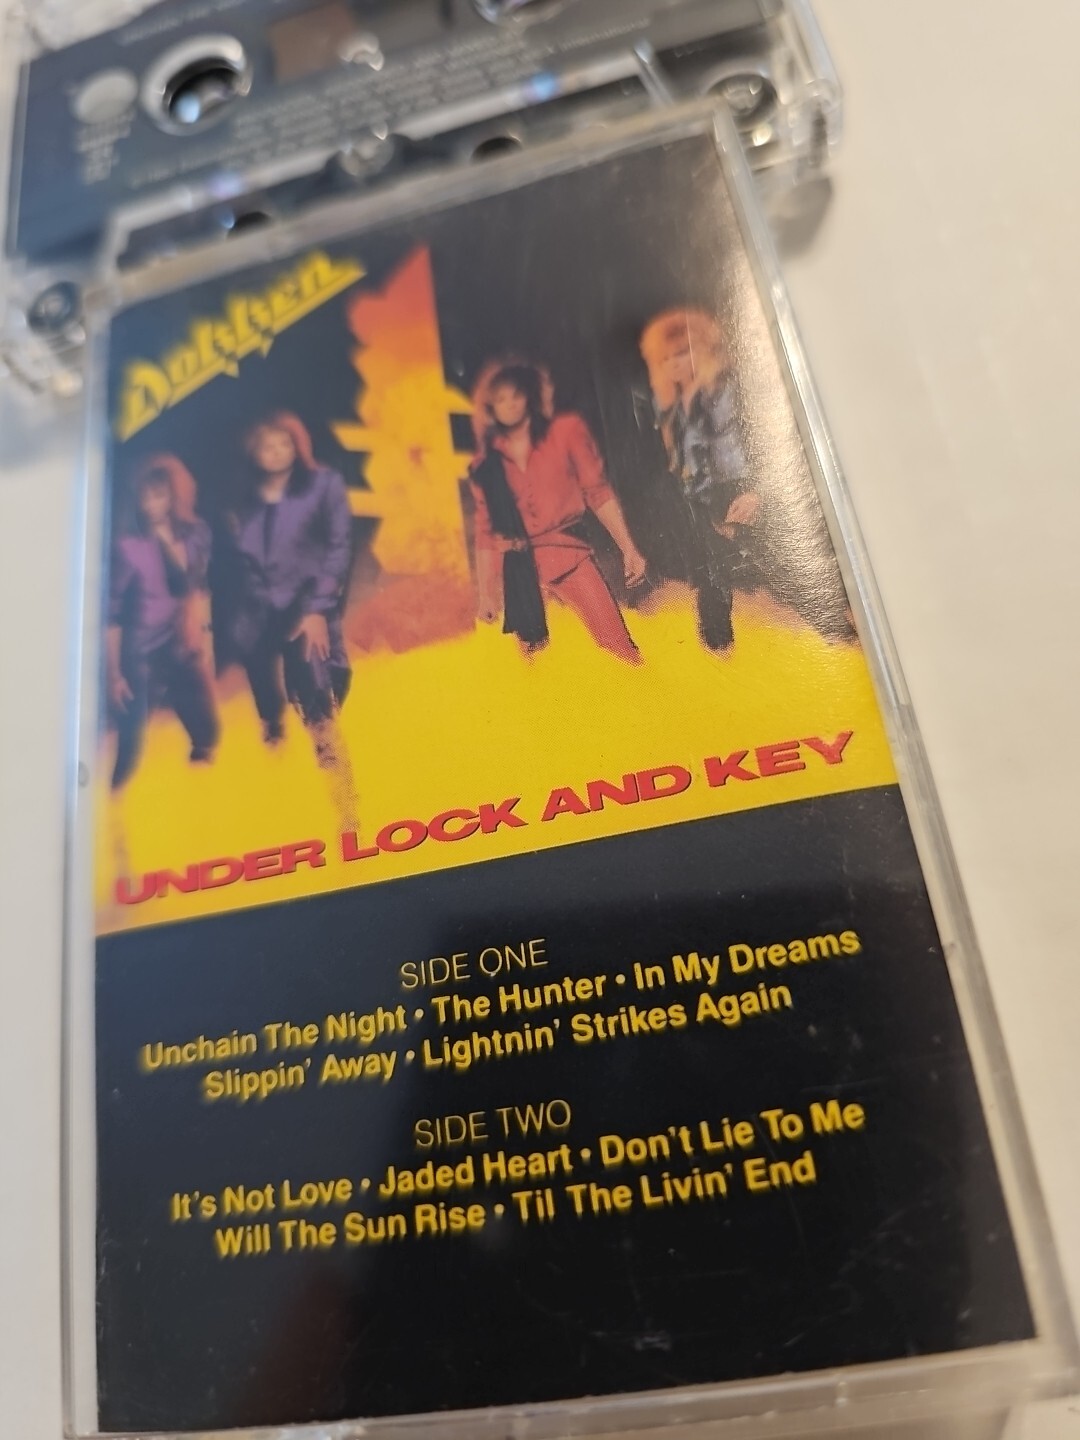 Dokken
UNDER LOCK AND KEY
SIDE ONE
Unchain The Night • The Hunter • In My Dreams
Slippin' Away • Lightnin' Strikes Again
SIDE TWO
It's Not Love • Jaded Heart • Don't Lie To Me
Will The Sun Rise • Til The Livin' End